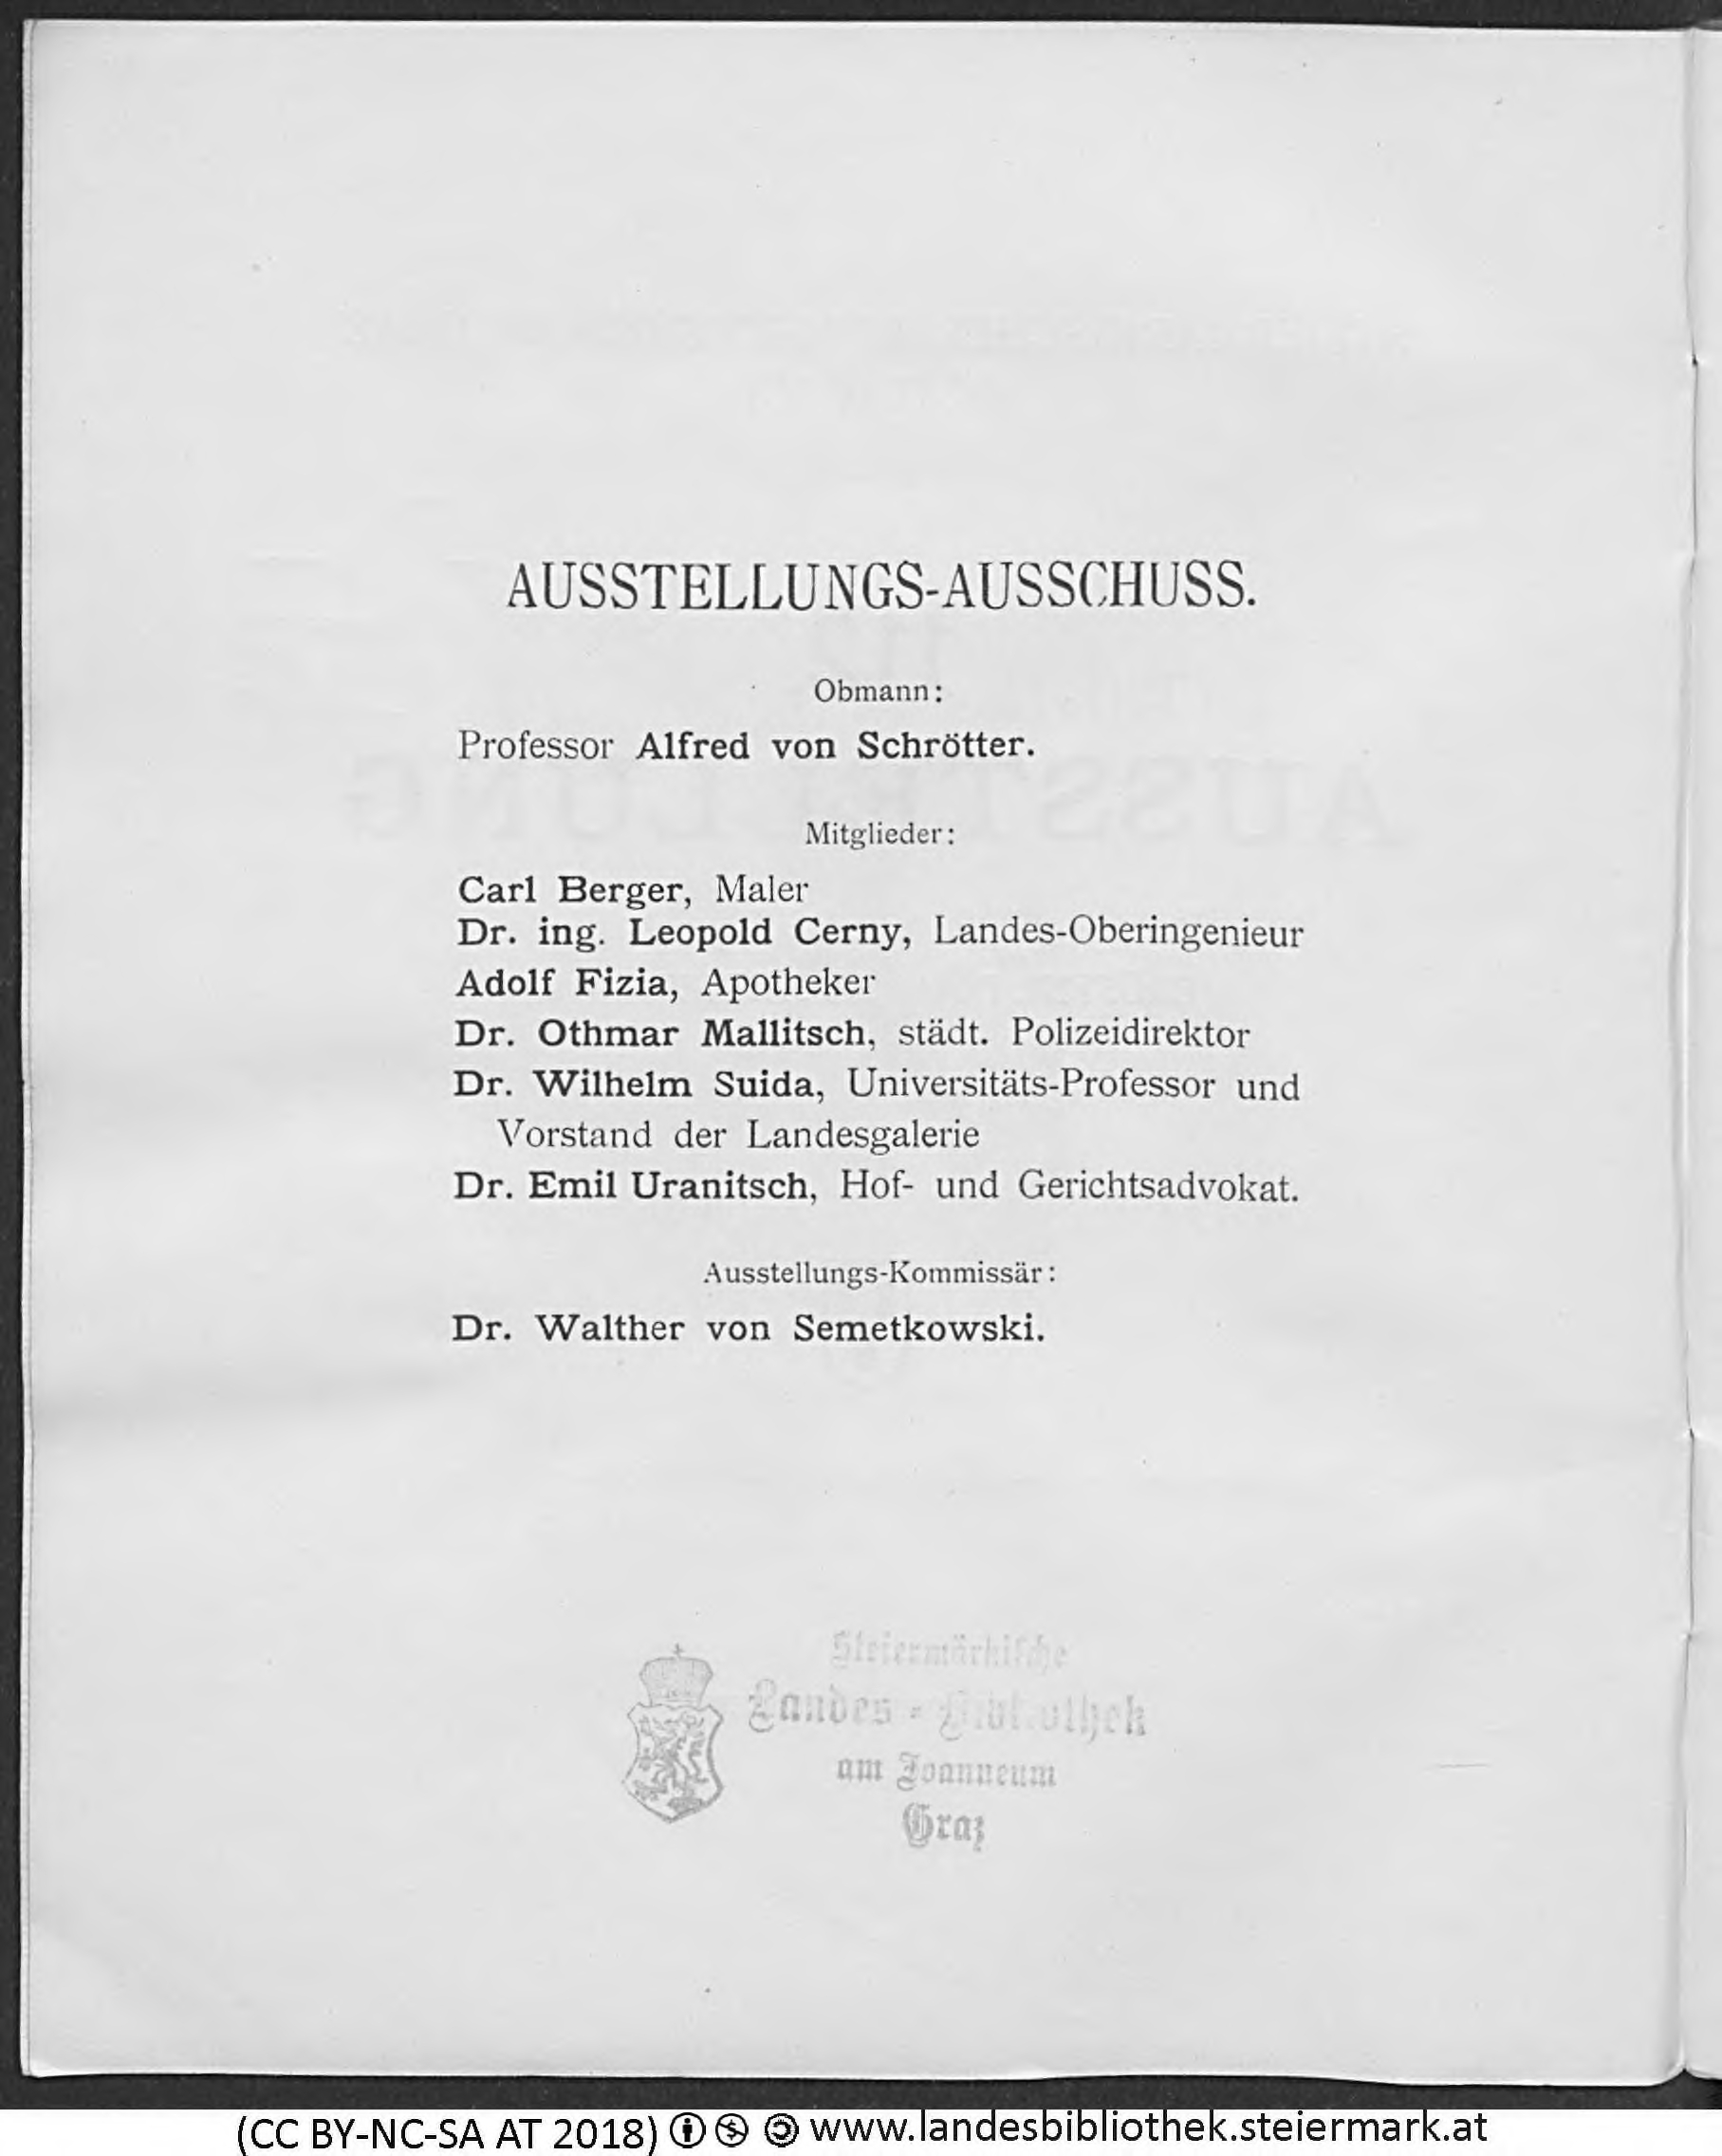 AUSSTELLUNGS-AUSSCHUSS.
Obmann:
Professor Alfred von Schrötter.
Mitglieder:
Carl Berger, Maler
Dr. ing. Leopold Cerny, Landes-Oberingenieur
Adolf Fizia, Apotheker
Dr. Othmar Mallitsch, städt. Polizeidirektor
Dr. Wilhelm Suida, Universitäts-Professor und
Vorstand der Landesgalerie
Dr. Emil Uranitsch, Hof- und Gerichtsadvokat.
Ausstellungs-Kommissär:
Dr. Walther von Semetkowski.
Steiermärkische
Landes-Bibliothek
am Joanneum
Graz
(CC BY-NC-SA AT 2018) www.landesbibliothek.steiermark.at